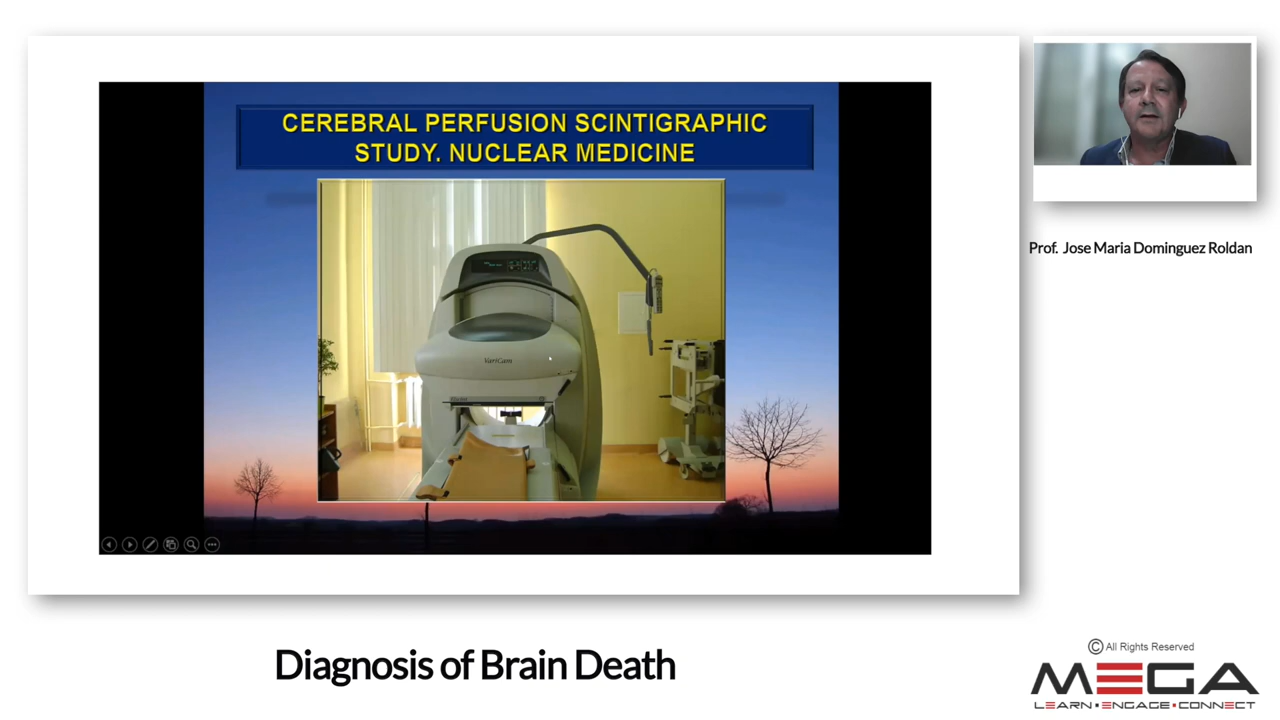 CEREBRAL PERFUSION SCINTIGRAPHIC
STUDY. NUCLEAR MEDICINE
VariCam
Prof. Jose Maria Dominguez Roldan
Diagnosis of Brain Death
© All Rights Reserved
MEGA
LEARN • ENGAGE • CONNECT